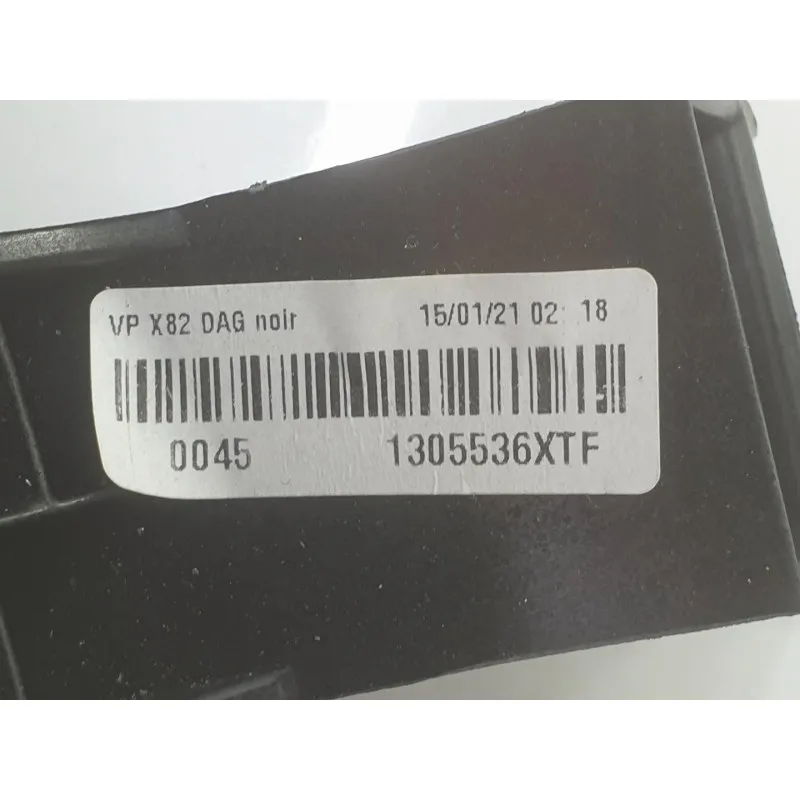 VP X82 DAG noir 15/01/21 02 18
0045 1305536XTF